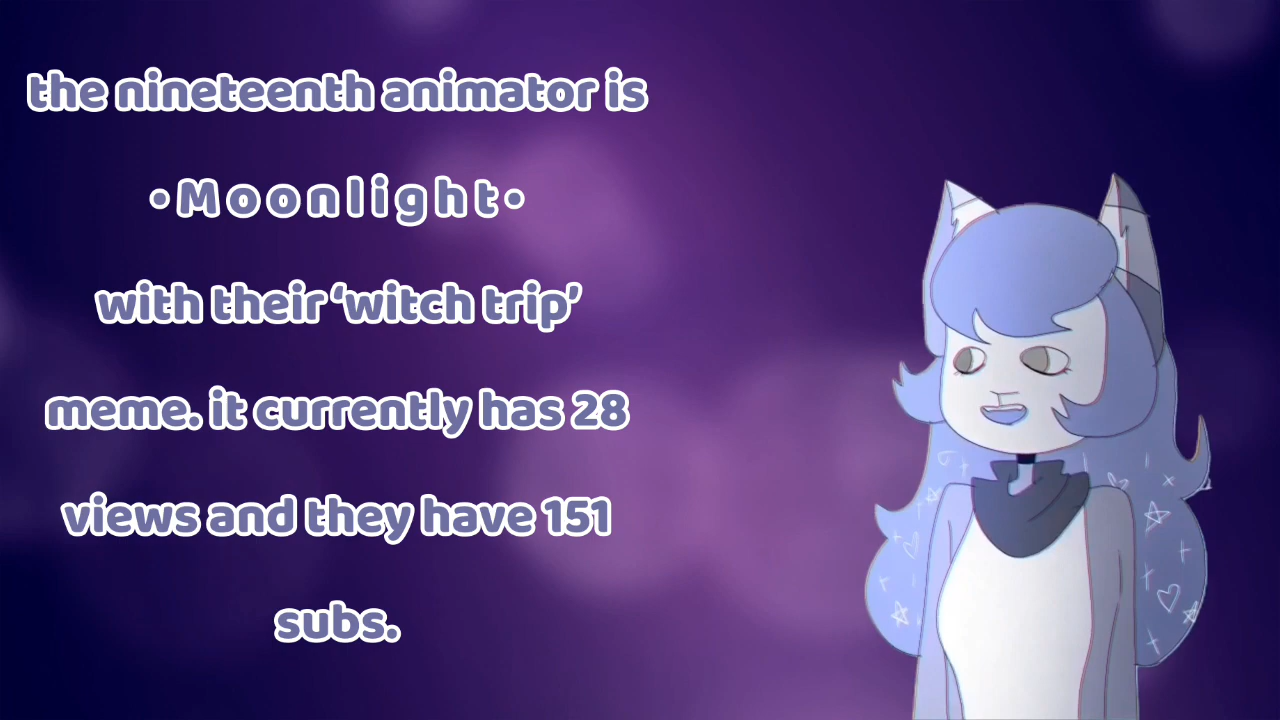 the nineteenth animator is
•Moonlight•
with their ‘witch trip’
meme. it currently has 28
views and they have 151
subs.